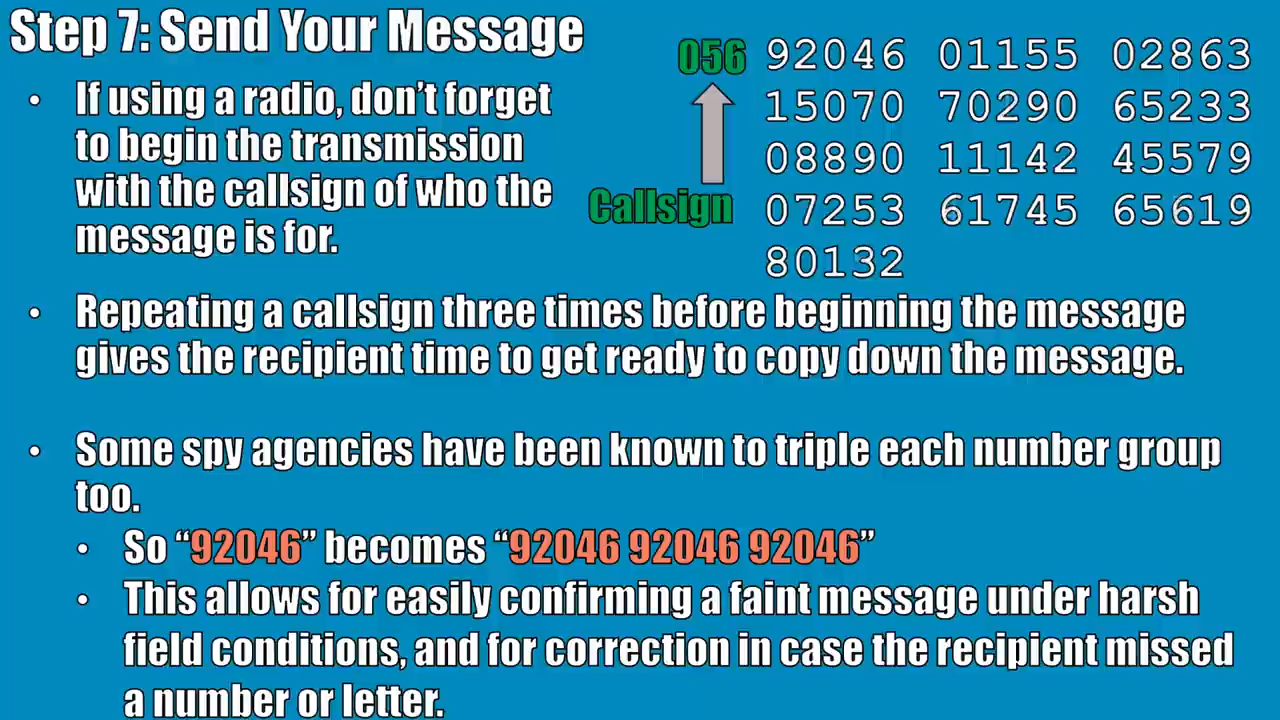 Step 7: Send Your Message
• If using a radio, don't forget
to begin the transmission
with the callsign of who the
message is for.
056 92046 01155 02863
15070 70290 65233
08890 11142 45579
Callsign 07253 61745 65619
80132
• Repeating a callsign three times before beginning the message
gives the recipient time to get ready to copy down the message.
• Some spy agencies have been known to triple each number group
too.
• So “92046” becomes “92046 92046 92046”
• This allows for easily confirming a faint message under harsh
field conditions, and for correction in case the recipient missed
a number or letter.